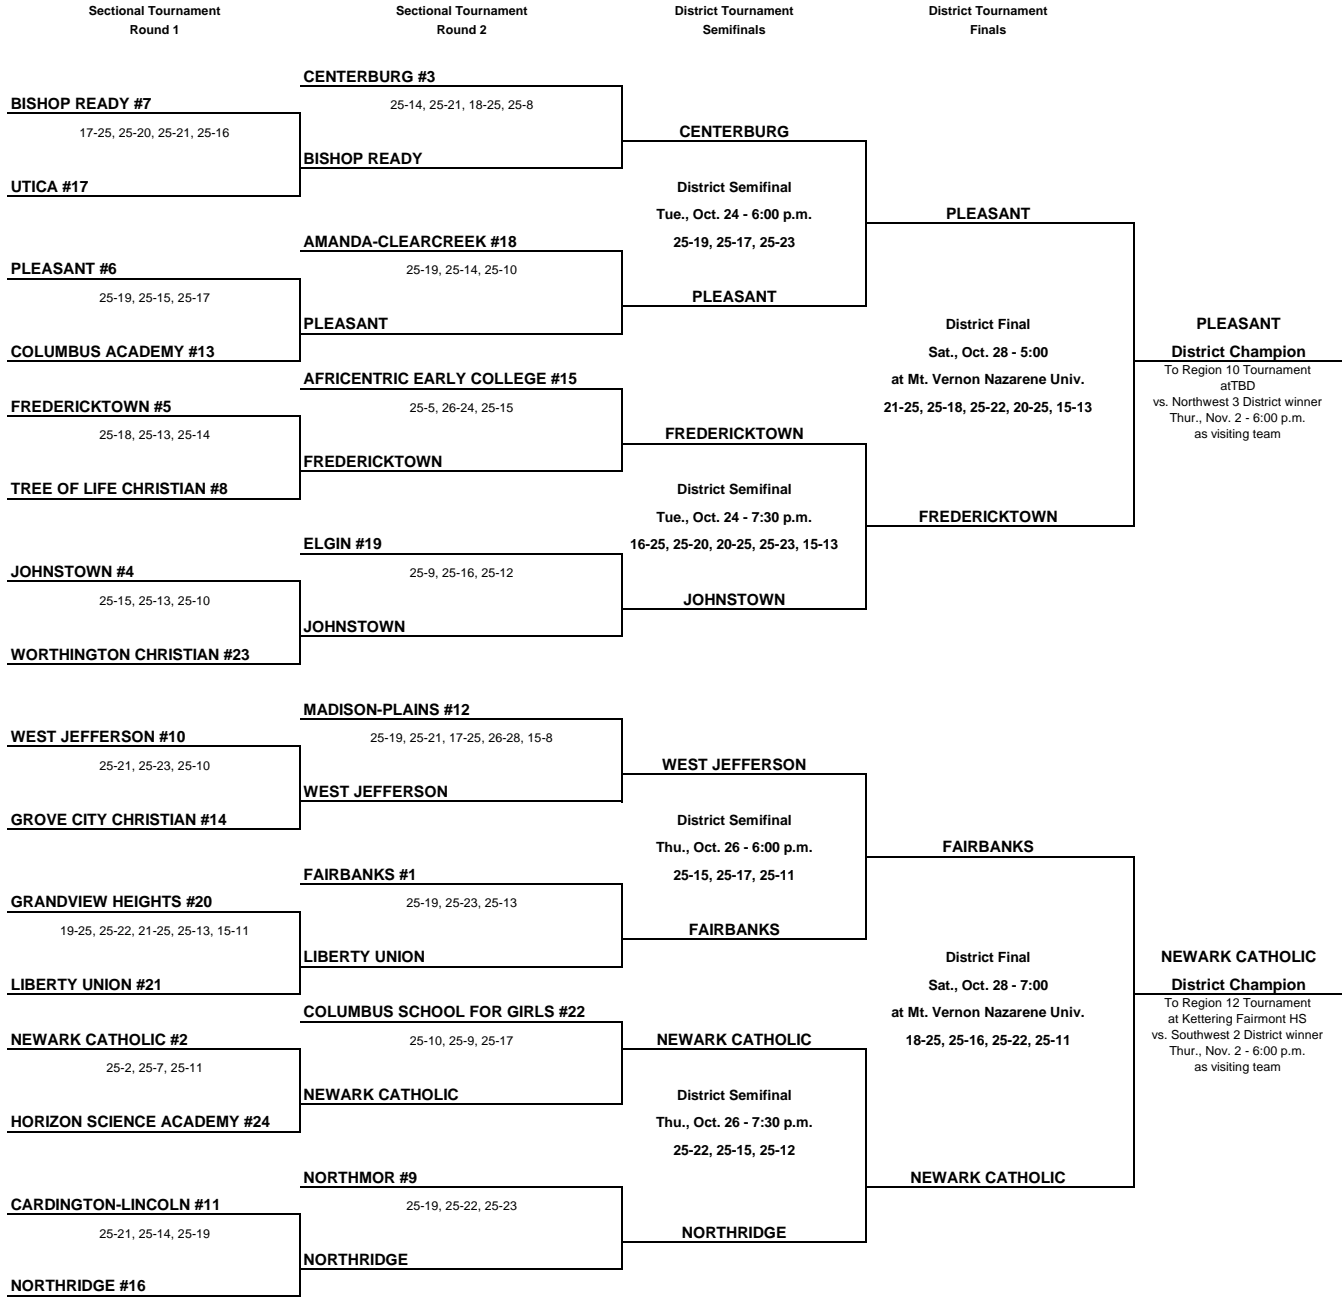 Sectional Tournament
Round 1
Sectional Tournament
Round 2
District Tournament
Semifinals
District Tournament
Finals
CENTERBURG #3
BISHOP READY #7
25-14, 25-21, 18-25, 25-8
17-25, 25-20, 25-21, 25-16
CENTERBURG
BISHOP READY
UTICA #17
District Semifinal
Tue., Oct. 24 - 6:00 p.m.
25-19, 25-17, 25-23
PLEASANT
AMANDA-CLEARCREEK #18
PLEASANT #6
25-19, 25-14, 25-10
25-19, 25-15, 25-17
PLEASANT
PLEASANT
COLUMBUS ACADEMY #13
District Final
Sat., Oct. 28 - 5:00
at Mt. Vernon Nazarene Univ.
21-25, 25-18, 25-22, 20-25, 15-13
PLEASANT
District Champion
To Region 10 Tournament
atTBD
vs. Northwest 3 District winner
Thur., Nov. 2 - 6:00 p.m.
as visiting team
AFRICENTRIC EARLY COLLEGE #15
FREDERICKTOWN #5
25-5, 26-24, 25-15
25-18, 25-13, 25-14
FREDERICKTOWN
FREDERICKTOWN
TREE OF LIFE CHRISTIAN #8
District Semifinal
Tue., Oct. 24 - 7:30 p.m.
16-25, 25-20, 20-25, 25-23, 15-13
FREDERICKTOWN
ELGIN #19
JOHNSTOWN #4
25-9, 25-16, 25-12
25-15, 25-13, 25-10
JOHNSTOWN
JOHNSTOWN
WORTHINGTON CHRISTIAN #23
MADISON-PLAINS #12
WEST JEFFERSON #10
25-19, 25-21, 17-25, 26-28, 15-8
25-21, 25-23, 25-10
WEST JEFFERSON
WEST JEFFERSON
GROVE CITY CHRISTIAN #14
District Semifinal
Thu., Oct. 26 - 6:00 p.m.
25-15, 25-17, 25-11
FAIRBANKS
FAIRBANKS #1
GRANDVIEW HEIGHTS #20
25-19, 25-23, 25-13
19-25, 25-22, 21-25, 25-13, 15-11
FAIRBANKS
LIBERTY UNION
LIBERTY UNION #21
District Final
Sat., Oct. 28 - 7:00
at Mt. Vernon Nazarene Univ.
18-25, 25-16, 25-22, 25-11
NEWARK CATHOLIC
District Champion
To Region 12 Tournament
at Kettering Fairmont HS
vs. Southwest 2 District winner
Thur., Nov. 2 - 6:00 p.m.
as visiting team
COLUMBUS SCHOOL FOR GIRLS #22
NEWARK CATHOLIC #2
25-10, 25-9, 25-17
25-2, 25-7, 25-11
NEWARK CATHOLIC
NEWARK CATHOLIC
HORIZON SCIENCE ACADEMY #24
District Semifinal
Thu., Oct. 26 - 7:30 p.m.
25-22, 25-15, 25-12
NEWARK CATHOLIC
NORTHMOR #9
CARDINGTON-LINCOLN #11
25-19, 25-22, 25-23
25-21, 25-14, 25-19
NORTHRIDGE
NORTHRIDGE
NORTHRIDGE #16